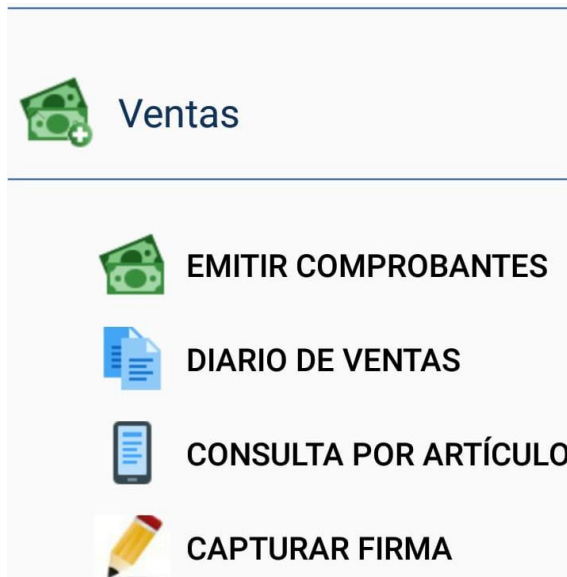 Ventas
EMITIR COMPROBANTES
DIARIO DE VENTAS
CONSULTA POR ARTÍCULO
CAPTURAR FIRMA